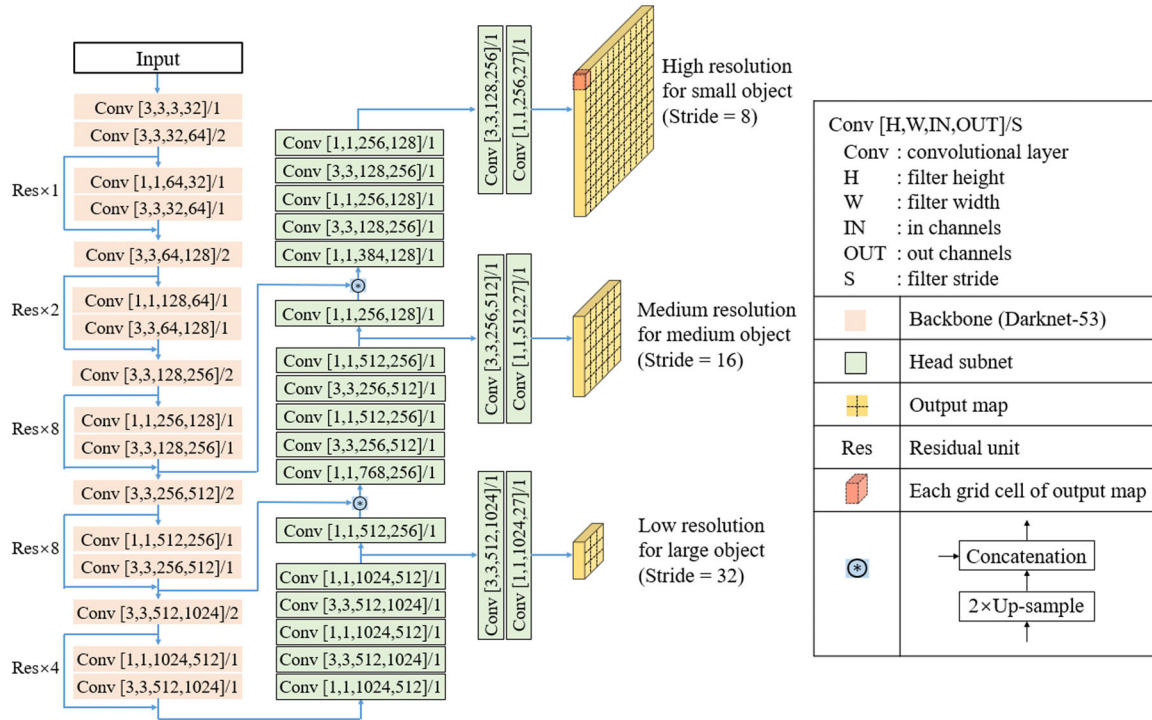 Input
Conv [3,3,3,32]/1
Conv [3,3,32,64]/2
Res×1
Conv [1,1,64,32]/1
Conv [3,3,32,64]/1
Conv [3,3,64,128]/2
Res×2
Conv [1,1,128,64]/1
Conv [3,3,64,128]/1
Conv [3,3,128,256]/2
Res×8
Conv [1,1,256,128]/1
Conv [3,3,128,256]/1
Conv [3,3,256,512]/2
Res×8
Conv [1,1,512,256]/1
Conv [3,3,256,512]/1
Conv [3,3,512,1024]/2
Res×4
Conv [1,1,1024,512]/1
Conv [3,3,512,1024]/1
Conv [1,1,256,128]/1
Conv [3,3,128,256]/1
Conv [1,1,256,128]/1
Conv [3,3,128,256]/1
Conv [1,1,384,128]/1
Conv [1,1,256,128]/1
Conv [1,1,512,256]/1
Conv [3,3,256,512]/1
Conv [1,1,512,256]/1
Conv [3,3,256,512]/1
Conv [1,1,768,256]/1
Conv [1,1,512,256]/1
Conv [1,1,1024,512]/1
Conv [3,3,512,1024]/1
Conv [1,1,1024,512]/1
Conv [3,3,512,1024]/1
Conv [1,1,1024,512]/1
Conv [3,3,128,256]/1
Conv [1,1,256,27]/1
High resolution
for small object
(Stride = 8)
Conv [3,3,256,512]/1
Conv [1,1,512,27]/1
Medium resolution
for medium object
(Stride = 16)
Conv [3,3,512,1024]/1
Conv [1,1,1024,27]/1
Low resolution
for large object
(Stride = 32)
Conv [H,W,IN,OUT]/S
Conv : convolutional layer
H : filter height
W : filter width
IN : in channels
OUT : out channels
S : filter stride
Backbone (Darknet-53)
Head subnet
Output map
Res Residual unit
Each grid cell of output map
Concatenation
2×Up-sample